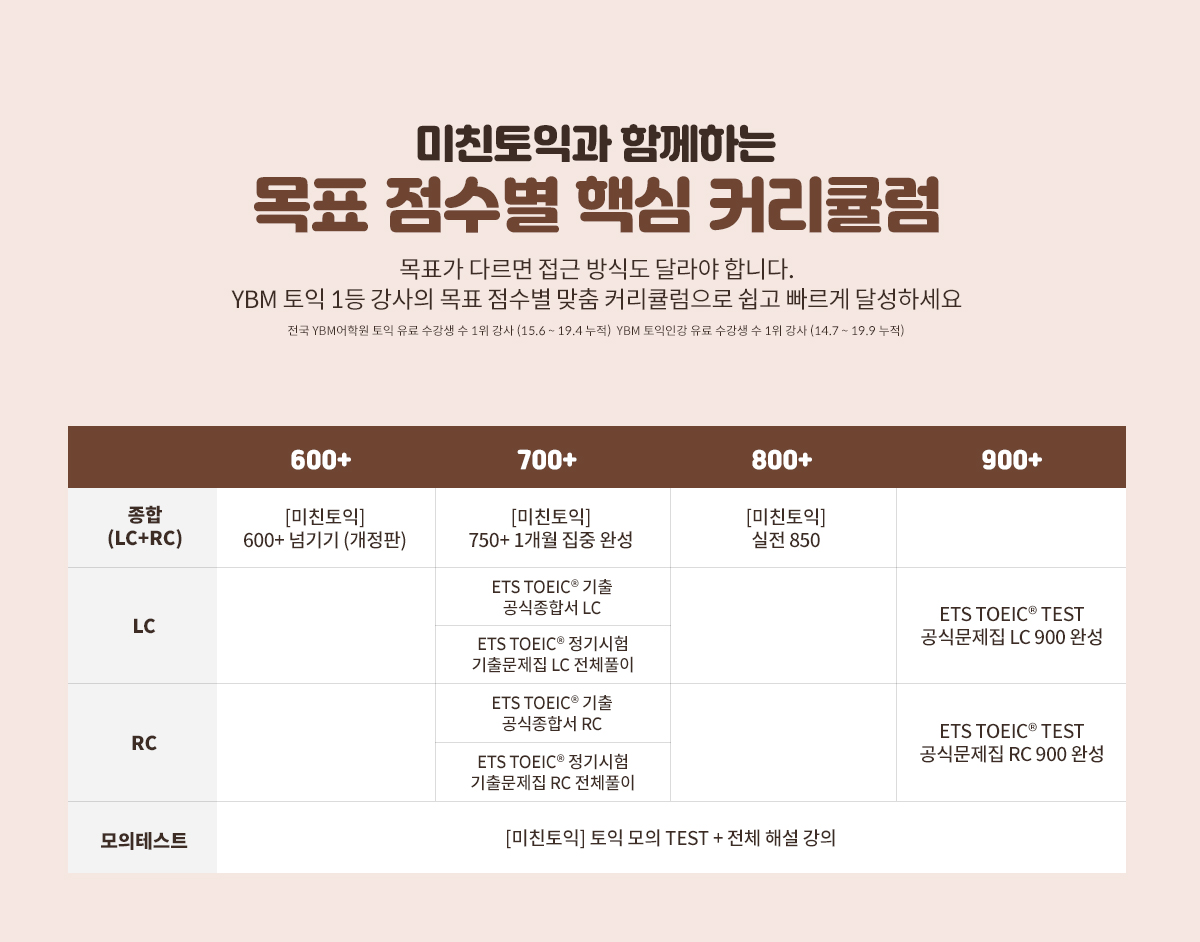 미친토익과 함께하는
목표 점수별 핵심 커리큘럼
목표가 다르면 접근 방식도 달라야 합니다.
YBM 토익 1등 강사의 목표 점수별 맞춤 커리큘럼으로 쉽고 빠르게 달성하세요
전국 YBM어학원 토익 유료 수강생 수 1위 강사 (15.6 ~ 19.4 누적) YBM 토익인강 유료 수강생 수 1위 강사 (14.7 ~ 19.9 누적)
600+ 700+ 800+ 900+
종합
(LC+RC)
[미친토익]
600+ 넘기기 (개정판)
[미친토익]
750+ 1개월 집중 완성
[미친토익]
실전 850
LC
ETS TOEIC® 기출
공식종합서 LC
ETS TOEIC® 정기시험
기출문제집 LC 전체풀이
ETS TOEIC® TEST
공식문제집 LC 900 완성
RC
ETS TOEIC® 기출
공식종합서 RC
ETS TOEIC® 정기시험
기출문제집 RC 전체풀이
ETS TOEIC® TEST
공식문제집 RC 900 완성
모의테스트
[미친토익] 토익 모의 TEST + 전체 해설 강의